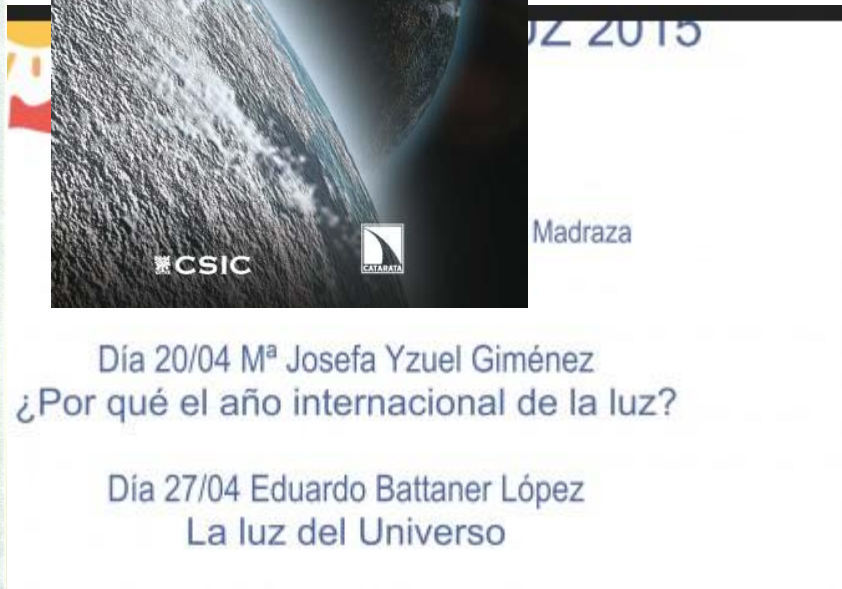 2015
Madraza
CSIC
CATARATA
Día 20/04 Mª Josefa Yzuel Giménez
¿Por qué el año internacional de la luz?
Día 27/04 Eduardo Battaner López
La luz del Universo